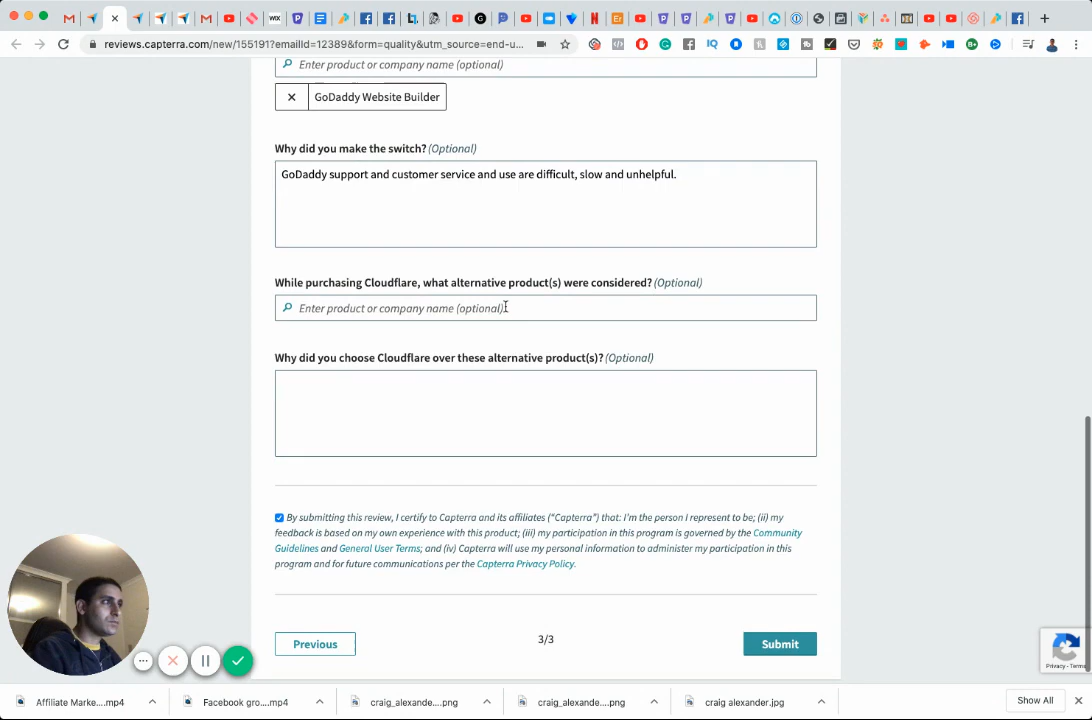 reviews.capterra.com/new/155191?emailId=12389&form=quality&utm_source=end-u...
Enter product or company name (optional)
× GoDaddy Website Builder
Why did you make the switch? (Optional)
GoDaddy support and customer service and use are difficult, slow and unhelpful.
While purchasing Cloudflare, what alternative product(s) were considered? (Optional)
Enter product or company name (optional)
Why did you choose Cloudflare over these alternative product(s)? (Optional)
By submitting this review, I certify to Capterra and its affiliates (“Capterra”) that: I'm the person I represent to be; (ii) my
feedback is based on my own experience with this product; (iii) my participation in this program is governed by the Community
Guidelines and General User Terms; and (iv) Capterra will use my personal information to administer my participation in this
program and for future communications per the Capterra Privacy Policy.
Previous
3/3
Submit
Privacy - Terms
Affiliate Marke....mp4
Facebook gro....mp4
craig_alexande....png
craig_alexande....png
craig alexander.jpg
Show All